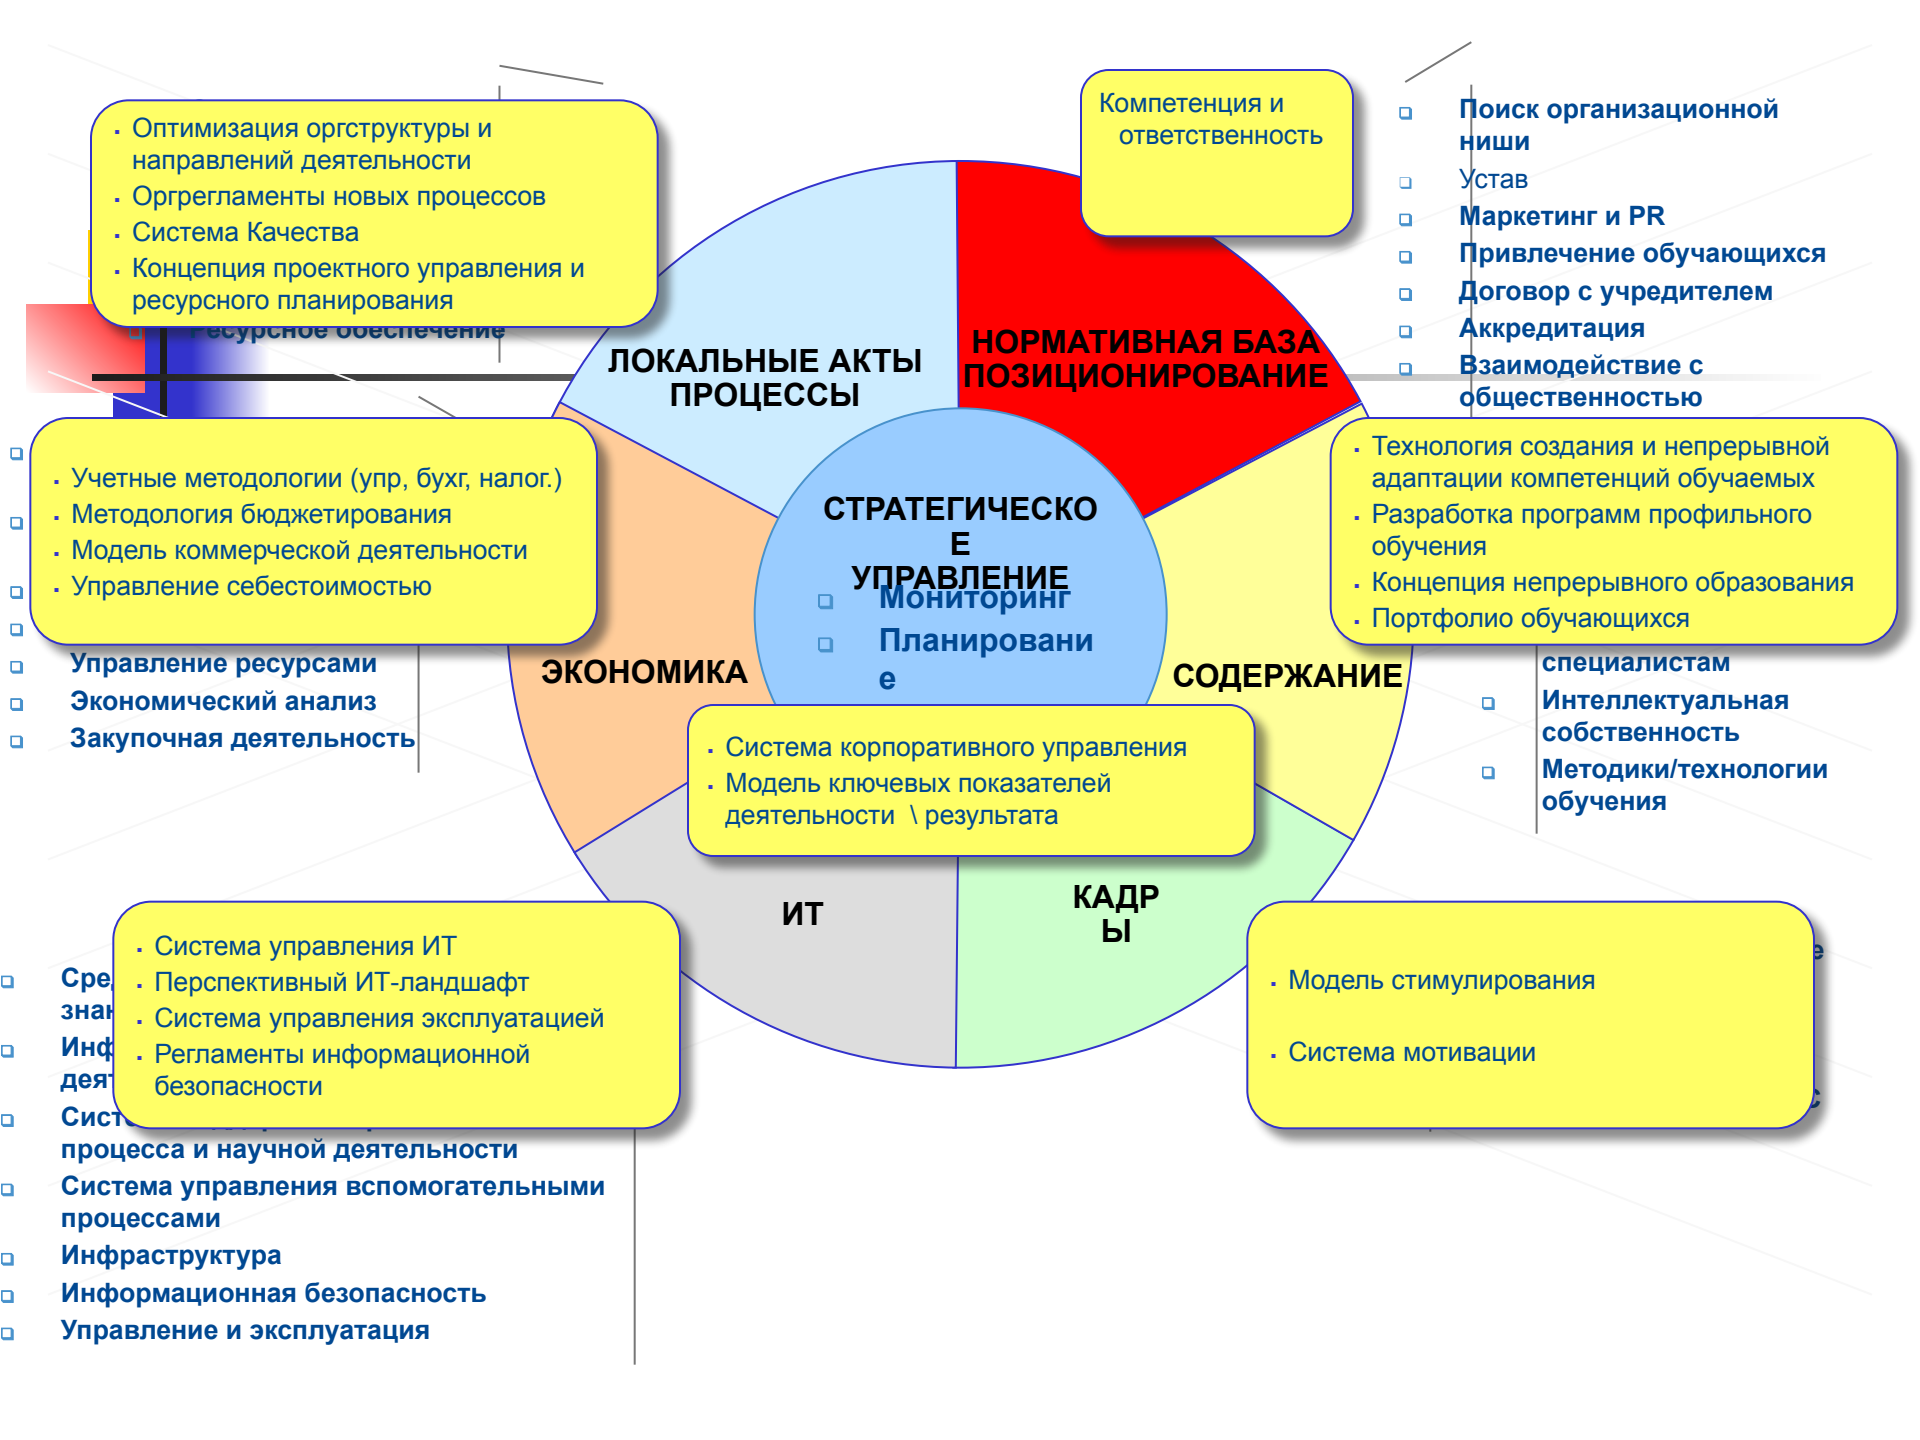 Оптимизация оргструктуры и
направлений деятельности
Оргрегламенты новых процессов
Система Качества
Концепция проектного управления и
ресурсного планирования
Ресурсное обеспечение
Компетенция и
ответственность
Поиск организационной
ниши
Устав
Маркетинг и PR
Привлечение обучающихся
Договор с учредителем
Аккредитация
Взаимодействие с
общественностью
ЛОКАЛЬНЫЕ АКТЫ
ПРОЦЕССЫ
НОРМАТИВНАЯ БАЗА
ПОЗИЦИОНИРОВАНИЕ
Учетные методологии (упр, бухг, налог.)
Методология бюджетирования
Модель коммерческой деятельности
Управление себестоимостью
Управление ресурсами
Экономический анализ
Закупочная деятельность
ЭКОНОМИКА
СТРАТЕГИЧЕСКО
Е
УПРАВЛЕНИЕ
Мониторинг
Планировани
е
Система корпоративного управления
Модель ключевых показателей
деятельности \ результата
Технология создания и непрерывной
адаптации компетенций обучаемых
Разработка программ профильного
обучения
Концепция непрерывного образования
Портфолио обучающихся
СОДЕРЖАНИЕ
специалистам
Интеллектуальная
собственность
Методики/технологии
обучения
ИТ
КАДР
Ы
Система управления ИТ
Перспективный ИТ-ландшафт
Система управления эксплуатацией
Регламенты информационной
безопасности
процесса и научной деятельности
Система управления вспомогательными
процессами
Инфраструктура
Информационная безопасность
Управление и эксплуатация
Модель стимулирования
Система мотивации